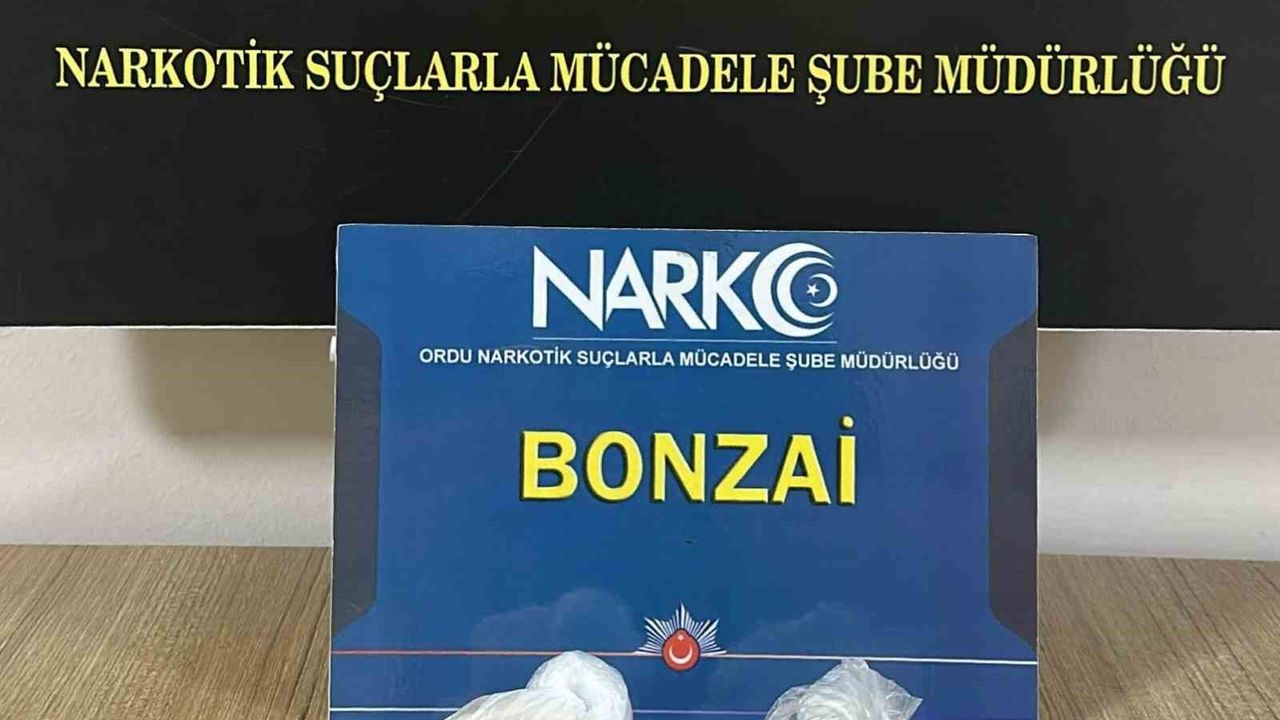 NARKOTİK SUÇLARLA MÜCADELE ŞUBE MÜDÜRLÜĞÜ
NARKO
ORDU NARKOTİK SUÇLARLA MÜCADELE ŞUBE MÜDÜRLÜĞÜ
BONZAİ